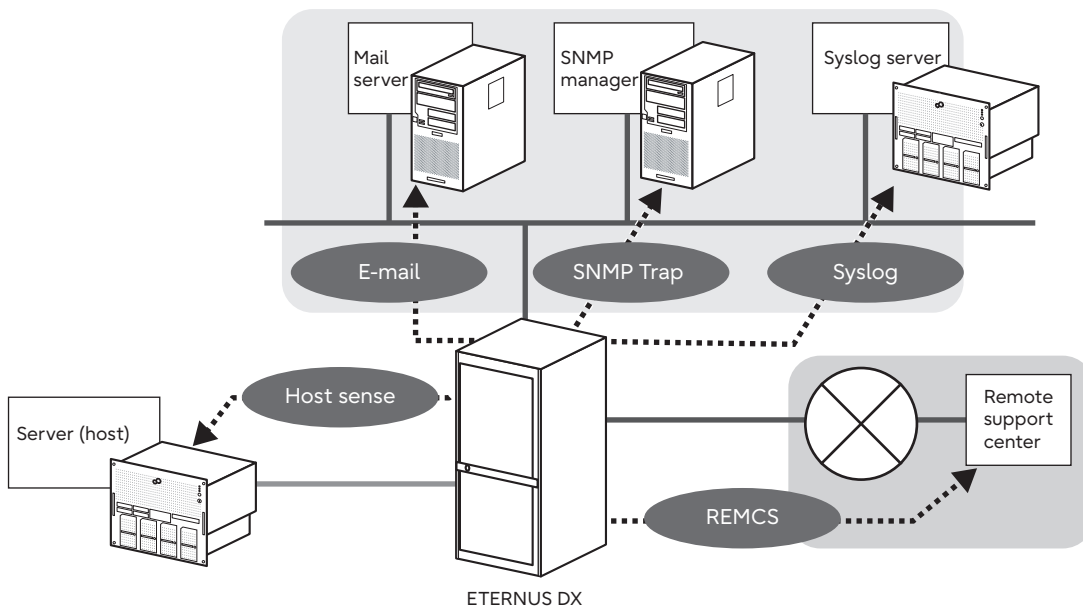 Mail
server
SNMP
manager
Syslog server
E-mail
SNMP Trap
Syslog
Host sense
Server (host)
Remote
support
center
REMCS
ETERNUS DX